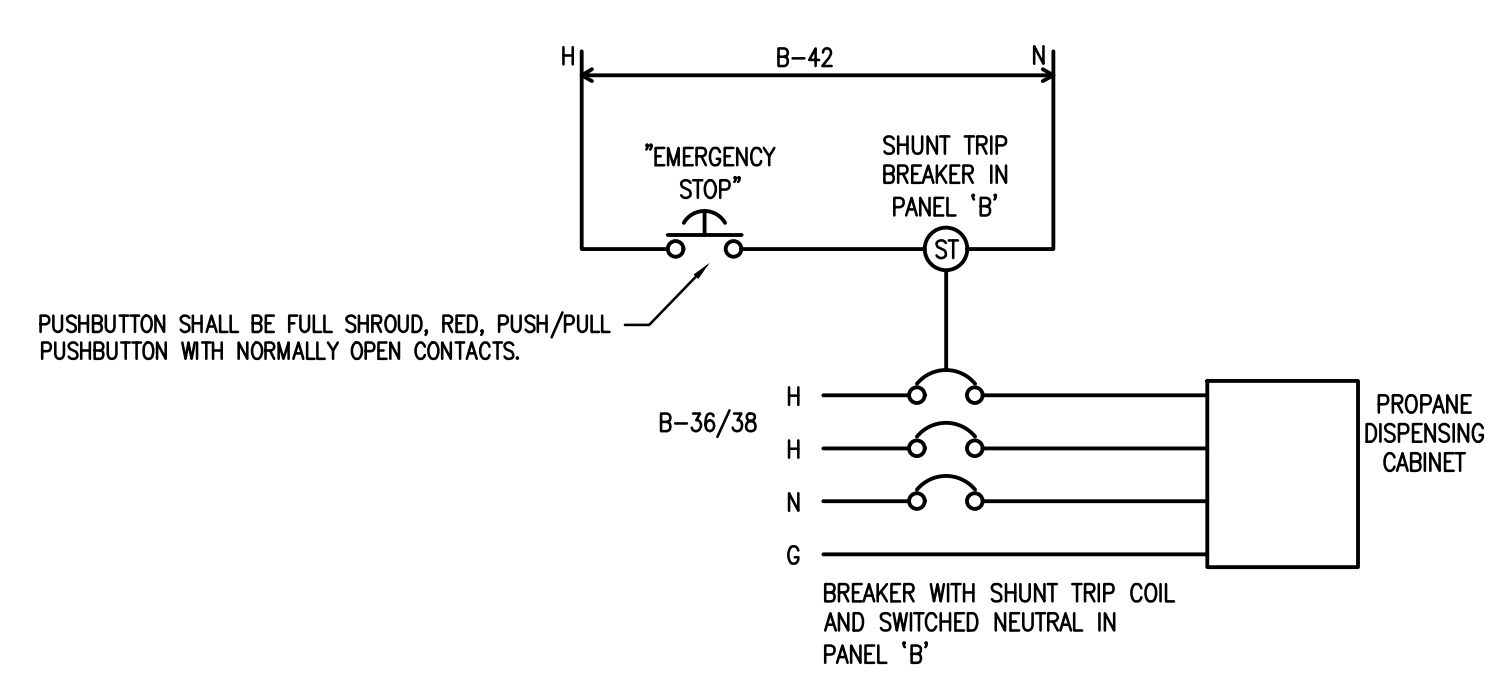 H
B-42
N
"EMERGENCY
STOP"
SHUNT TRIP
BREAKER IN
PANEL 'B'
ST
PUSHBUTTON SHALL BE FULL SHROUD, RED, PUSH/PULL
PUSHBUTTON WITH NORMALLY OPEN CONTACTS.
B-36/38
H
H
N
G
PROPANE
DISPENSING
CABINET
BREAKER WITH SHUNT TRIP COIL
AND SWITCHED NEUTRAL IN
PANEL 'B'